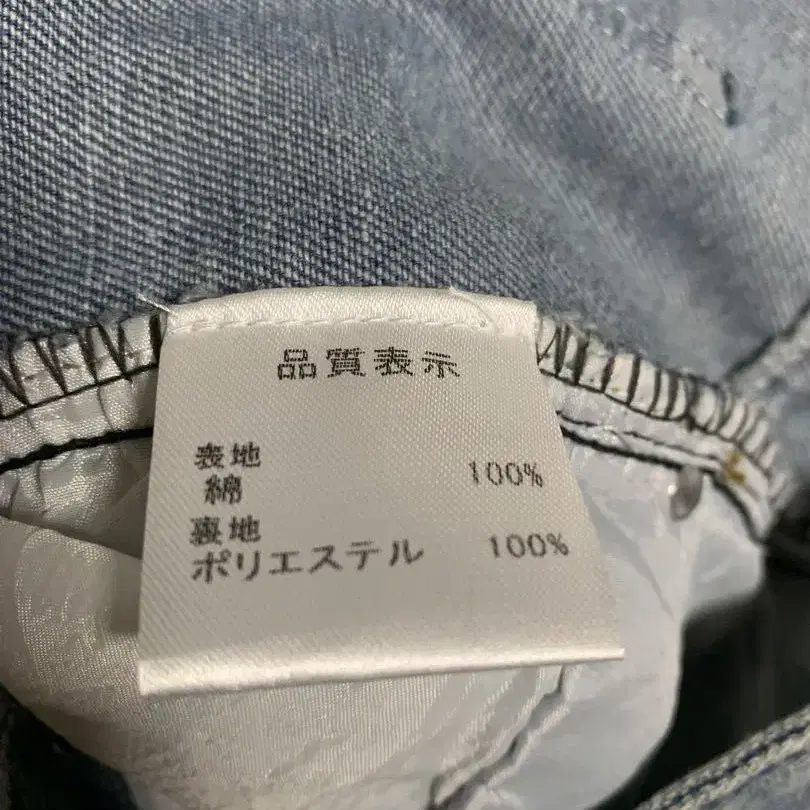 品質表示
表地
綿 100%
裏地
ポリエステル 100%